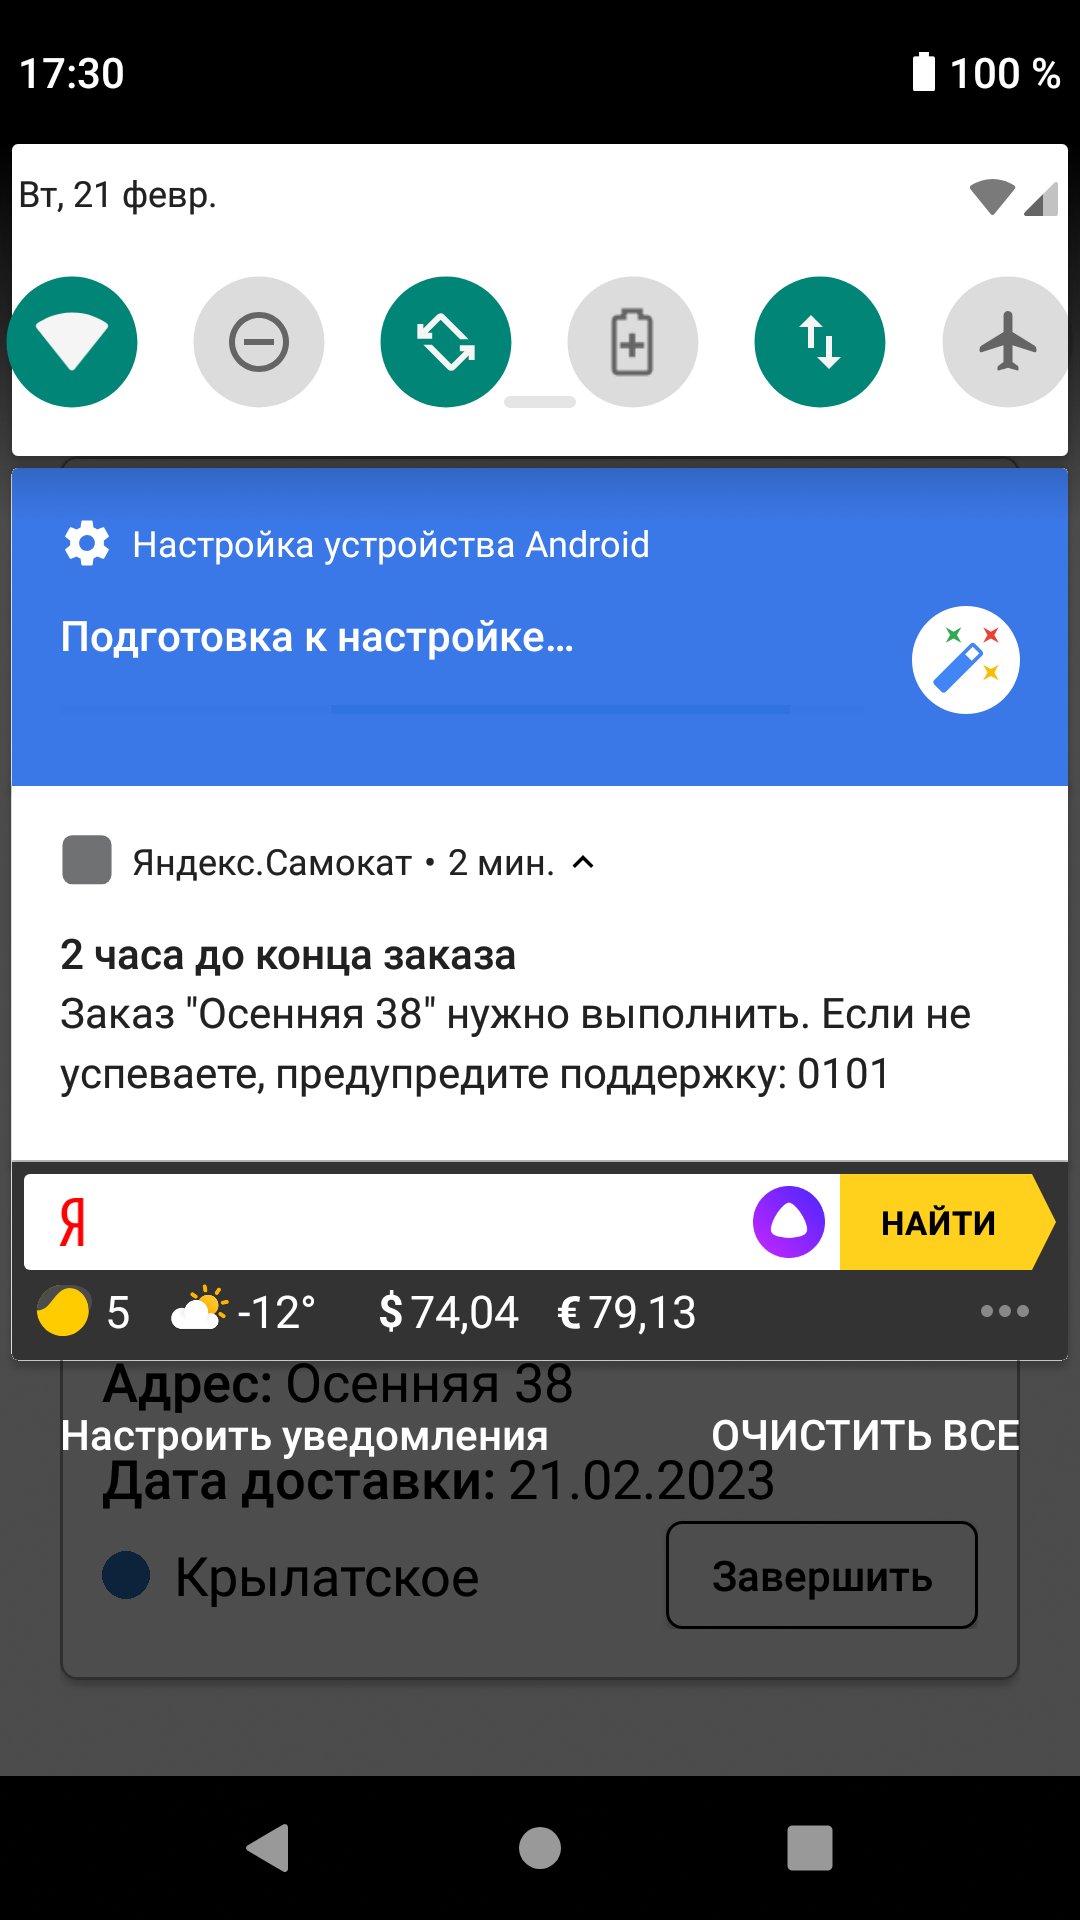 17:30
100 %
Вт, 21 февр.
Настройка устройства Android
Подготовка к настройке…
Яндекс.Самокат • 2 мин.
2 часа до конца заказа
Заказ "Осенняя 38" нужно выполнить. Если не
успеваете, предупредите поддержку: 0101
Я
НАЙТИ
5 -12° $ 74,04 € 79,13
Адрес: Осенняя 38
Настроить уведомления
ОЧИСТИТЬ ВСЕ
Дата доставки: 21.02.2023
Крылатское
Завершить